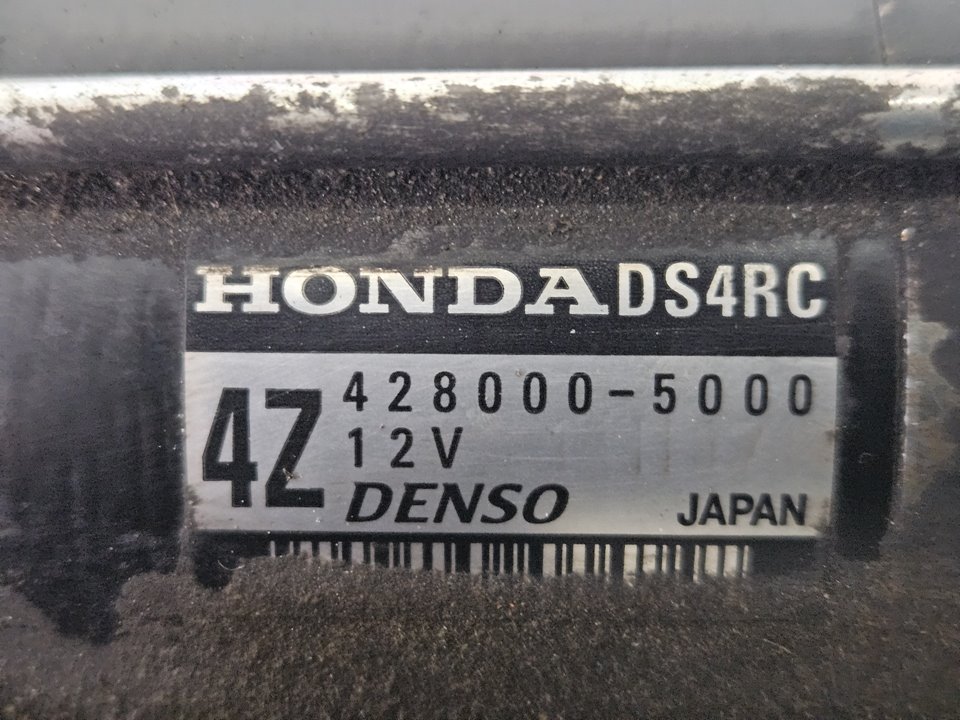 HONDA DS4RC
4Z 428000-5000
12V
DENSO JAPAN